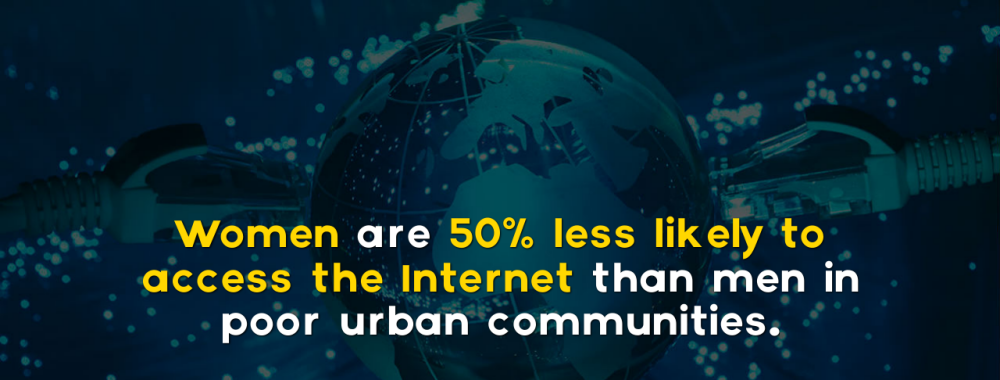 Women are 50% less likely to
access the Internet than men in
poor urban communities.